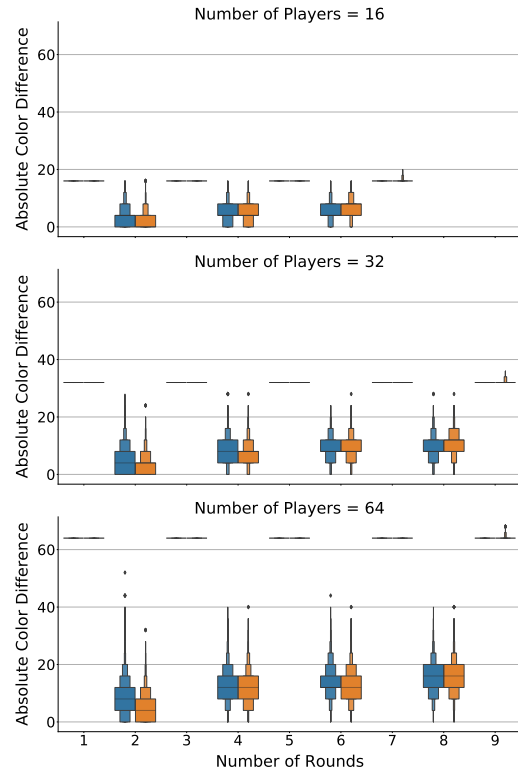 Number of Players = 16
Absolute Color Difference
60
40
20
0
Number of Players = 32
Absolute Color Difference
60
40
20
0
Number of Players = 64
Absolute Color Difference
60
40
20
0
1 2 3 4 5 6 7 8 9
Number of Rounds